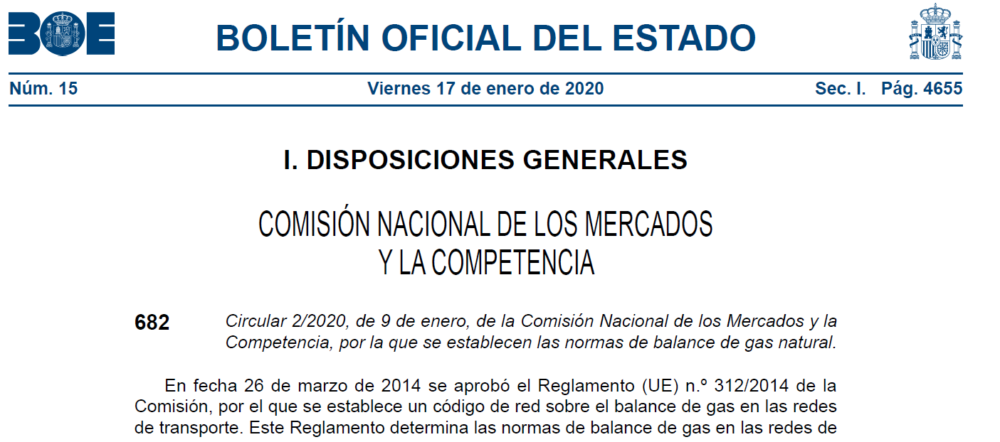 BOE
BOLETÍN OFICIAL DEL ESTADO
Núm. 15 Viernes 17 de enero de 2020 Sec. I. Pág. 4655
I. DISPOSICIONES GENERALES
COMISIÓN NACIONAL DE LOS MERCADOS
Y LA COMPETENCIA
682 Circular 2/2020, de 9 de enero, de la Comisión Nacional de los Mercados y la
Competencia, por la que se establecen las normas de balance de gas natural.
En fecha 26 de marzo de 2014 se aprobó el Reglamento (UE) n.º 312/2014 de la
Comisión, por el que se establece un código de red sobre el balance de gas en las redes
de transporte. Este Reglamento determina las normas de balance de gas en las redes de